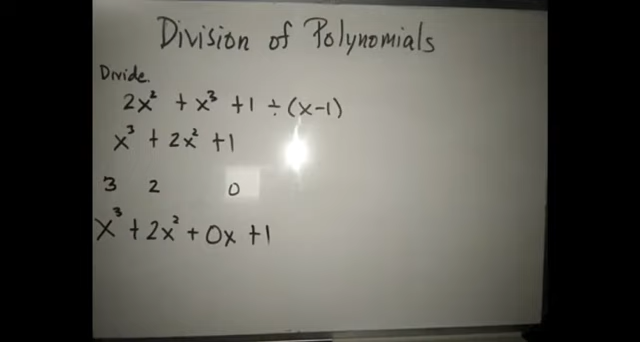 Division of Polynomials
Divide.
2x² + x³ + 1 ÷ (x-1)
x³ + 2x² + 1
3 2 0
x³ + 2x² + 0x + 1